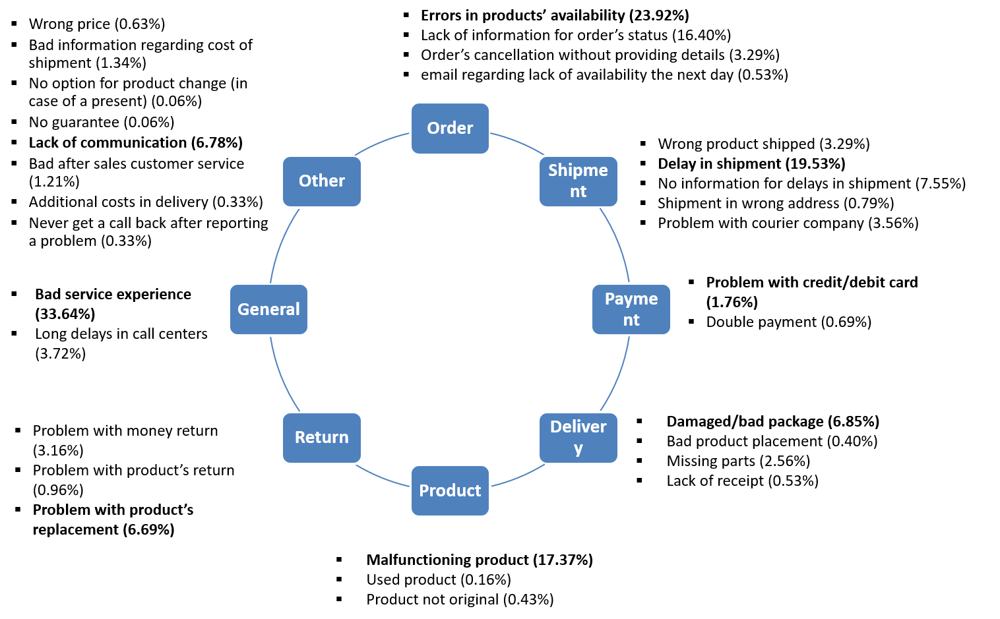 ▪ Wrong price (0.63%)
▪ Bad information regarding cost of
shipment (1.34%)
▪ No option for product change (in
case of a present) (0.06%)
▪ No guarantee (0.06%)
▪ Lack of communication (6.78%)
▪ Bad after sales customer service
(1.21%)
▪ Additional costs in delivery (0.33%)
▪ Never get a call back after reporting
a problem (0.33%)
▪ Errors in products’ availability (23.92%)
▪ Lack of information for order’s status (16.40%)
▪ Order’s cancellation without providing details (3.29%)
▪ email regarding lack of availability the next day (0.53%)
Order
Other
Shipme
nt
▪ Wrong product shipped (3.29%)
▪ Delay in shipment (19.53%)
▪ No information for delays in shipment (7.55%)
▪ Shipment in wrong address (0.79%)
▪ Problem with courier company (3.56%)
▪ Bad service experience
(33.64%)
▪ Long delays in call centers
(3.72%)
General
Payme
nt
▪ Problem with credit/debit card
(1.76%)
▪ Double payment (0.69%)
▪ Problem with money return
(3.16%)
▪ Problem with product’s return
(0.96%)
▪ Problem with product’s
replacement (6.69%)
Return
Deliver
y
▪ Damaged/bad package (6.85%)
▪ Bad product placement (0.40%)
▪ Missing parts (2.56%)
▪ Lack of receipt (0.53%)
Product
▪ Malfunctioning product (17.37%)
▪ Used product (0.16%)
▪ Product not original (0.43%)